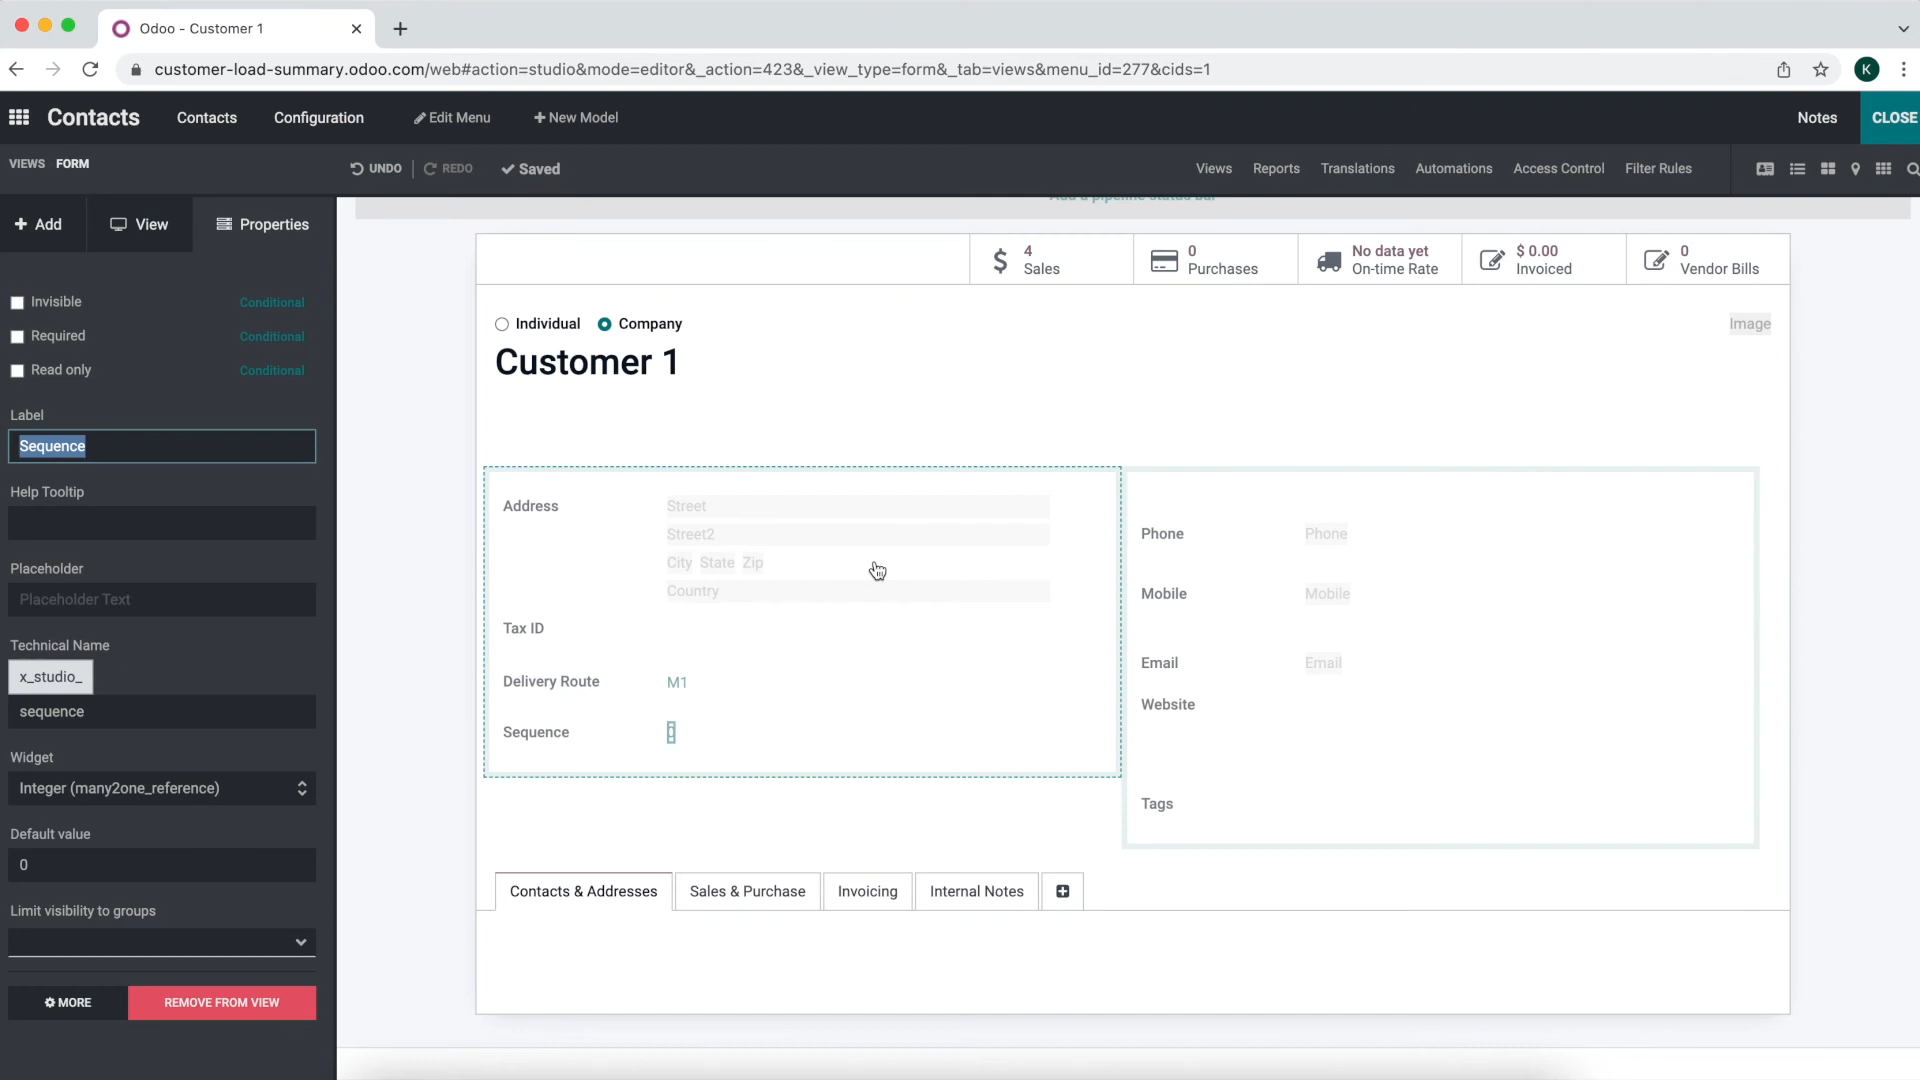 Odoo - Customer 1
customer-load-summary.odoo.com/web#action=studio&mode=editor&_action=423&_view_type=form&_tab=views&menu_id=277&cids=1
K
Contacts
Contacts
Configuration
Edit Menu
New Model
Notes
CLOSE
VIEWS
FORM
UNDO
REDO
Saved
Views
Reports
Translations
Automations
Access Control
Filter Rules
Add
View
Properties
Add a pipeline status bar
4
Sales
0
Purchases
No data yet
On-time Rate
$ 0.00
Invoiced
0
Vendor Bills
Invisible
Conditional
Required
Conditional
Read only
Conditional
Label
Sequence
Help Tooltip
Placeholder
Placeholder Text
Technical Name
x_studio_
sequence
Widget
Integer (many2one_reference)
Default value
0
Limit visibility to groups
MORE
REMOVE FROM VIEW
Individual
Company
Image
Customer 1
Address
Street
Street2
City State Zip
Country
Tax ID
Delivery Route
M1
Sequence
0
Phone
Phone
Mobile
Mobile
Email
Email
Website
Tags
Contacts & Addresses
Sales & Purchase
Invoicing
Internal Notes